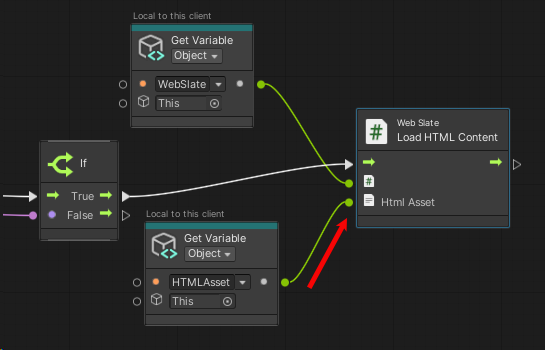 Local to this client
Get Variable
Object
WebSlate
This
Web Slate
Load HTML Content
Html Asset
If
True
False
Local to this client
Get Variable
Object
HTMLAsset
This